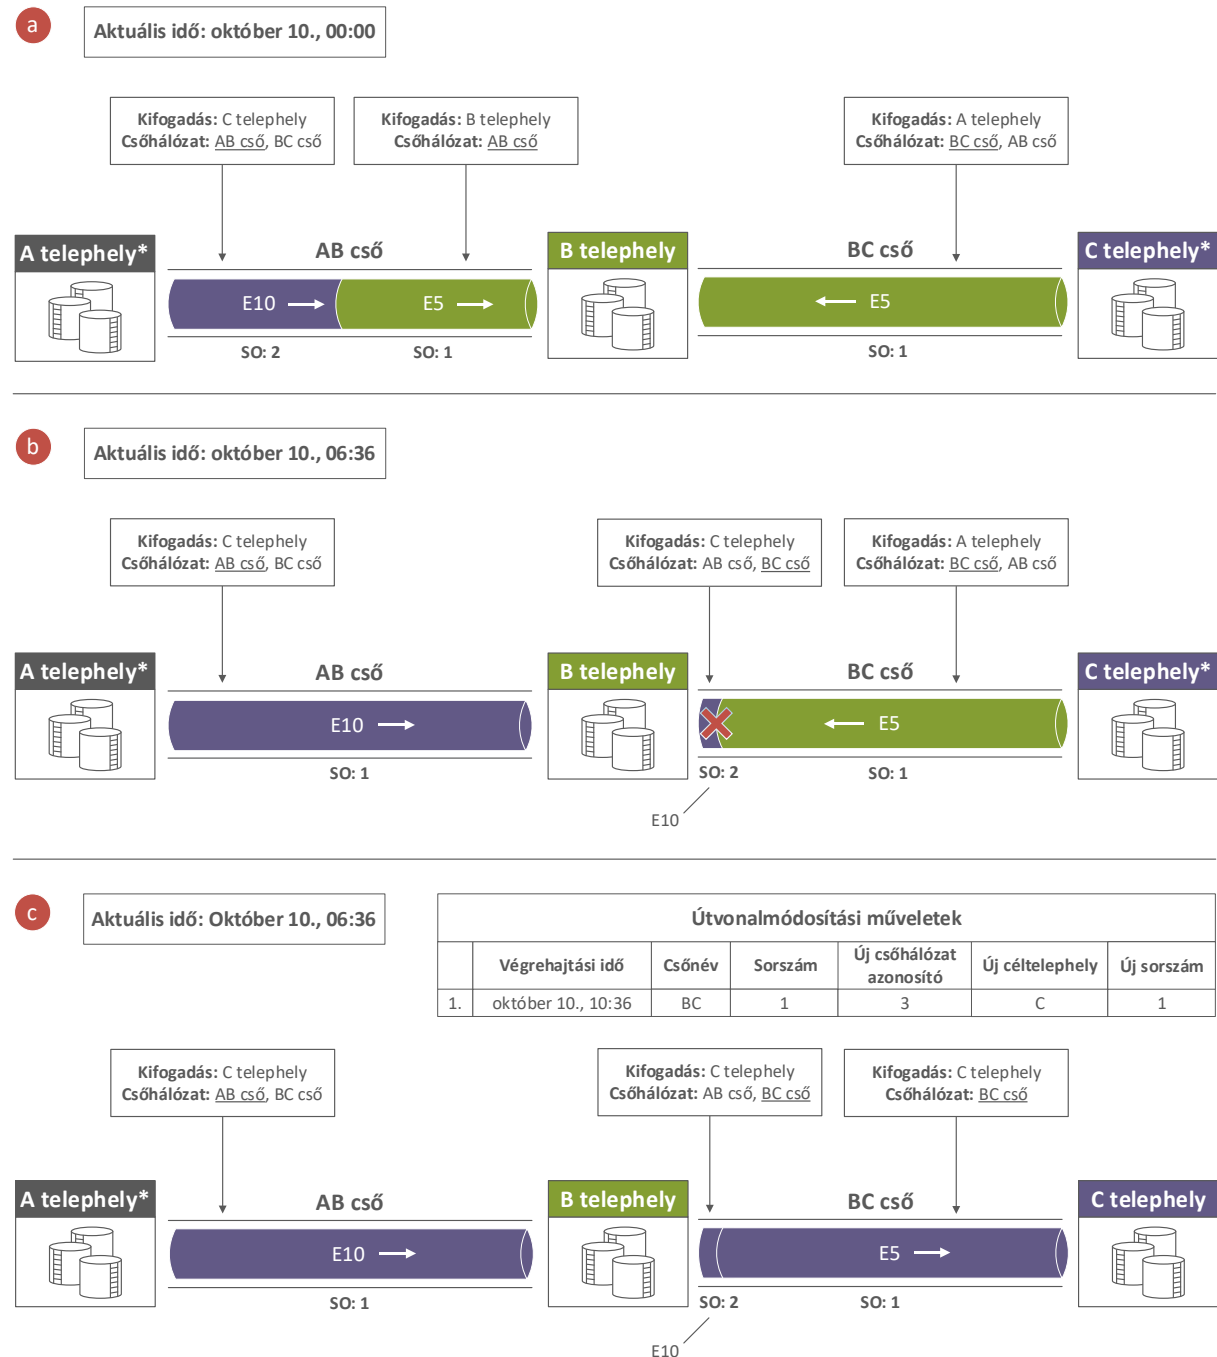 a
Aktuális idő: október 10., 00:00
Kifogadás: C telephely
Csőhálózat: AB cső, BC cső
Kifogadás: B telephely
Csőhálózat: AB cső
Kifogadás: A telephely
Csőhálózat: BC cső, AB cső
A telephely*
AB cső
B telephely
BC cső
C telephely*
E10
E5
E5
SO: 2
SO: 1
SO: 1
b
Aktuális idő: október 10., 06:36
Kifogadás: C telephely
Csőhálózat: AB cső, BC cső
Kifogadás: C telephely
Csőhálózat: AB cső, BC cső
Kifogadás: A telephely
Csőhálózat: BC cső, AB cső
A telephely*
AB cső
B telephely
BC cső
C telephely*
E10
E5
SO: 1
SO: 2
SO: 1
E10
c
Aktuális idő: Október 10., 06:36
Útvonalmódosítási műveletek
Végrehajtási idő
Csőnév
Sorszám
Új csőhálózat
azonosító
Új céltelephely
Új sorszám
1.
október 10., 10:36
BC
1
3
C
1
Kifogadás: C telephely
Csőhálózat: AB cső, BC cső
Kifogadás: C telephely
Csőhálózat: AB cső, BC cső
Kifogadás: C telephely
Csőhálózat: BC cső
A telephely*
AB cső
B telephely
BC cső
C telephely
E10
E5
SO: 1
SO: 2
SO: 1
E10